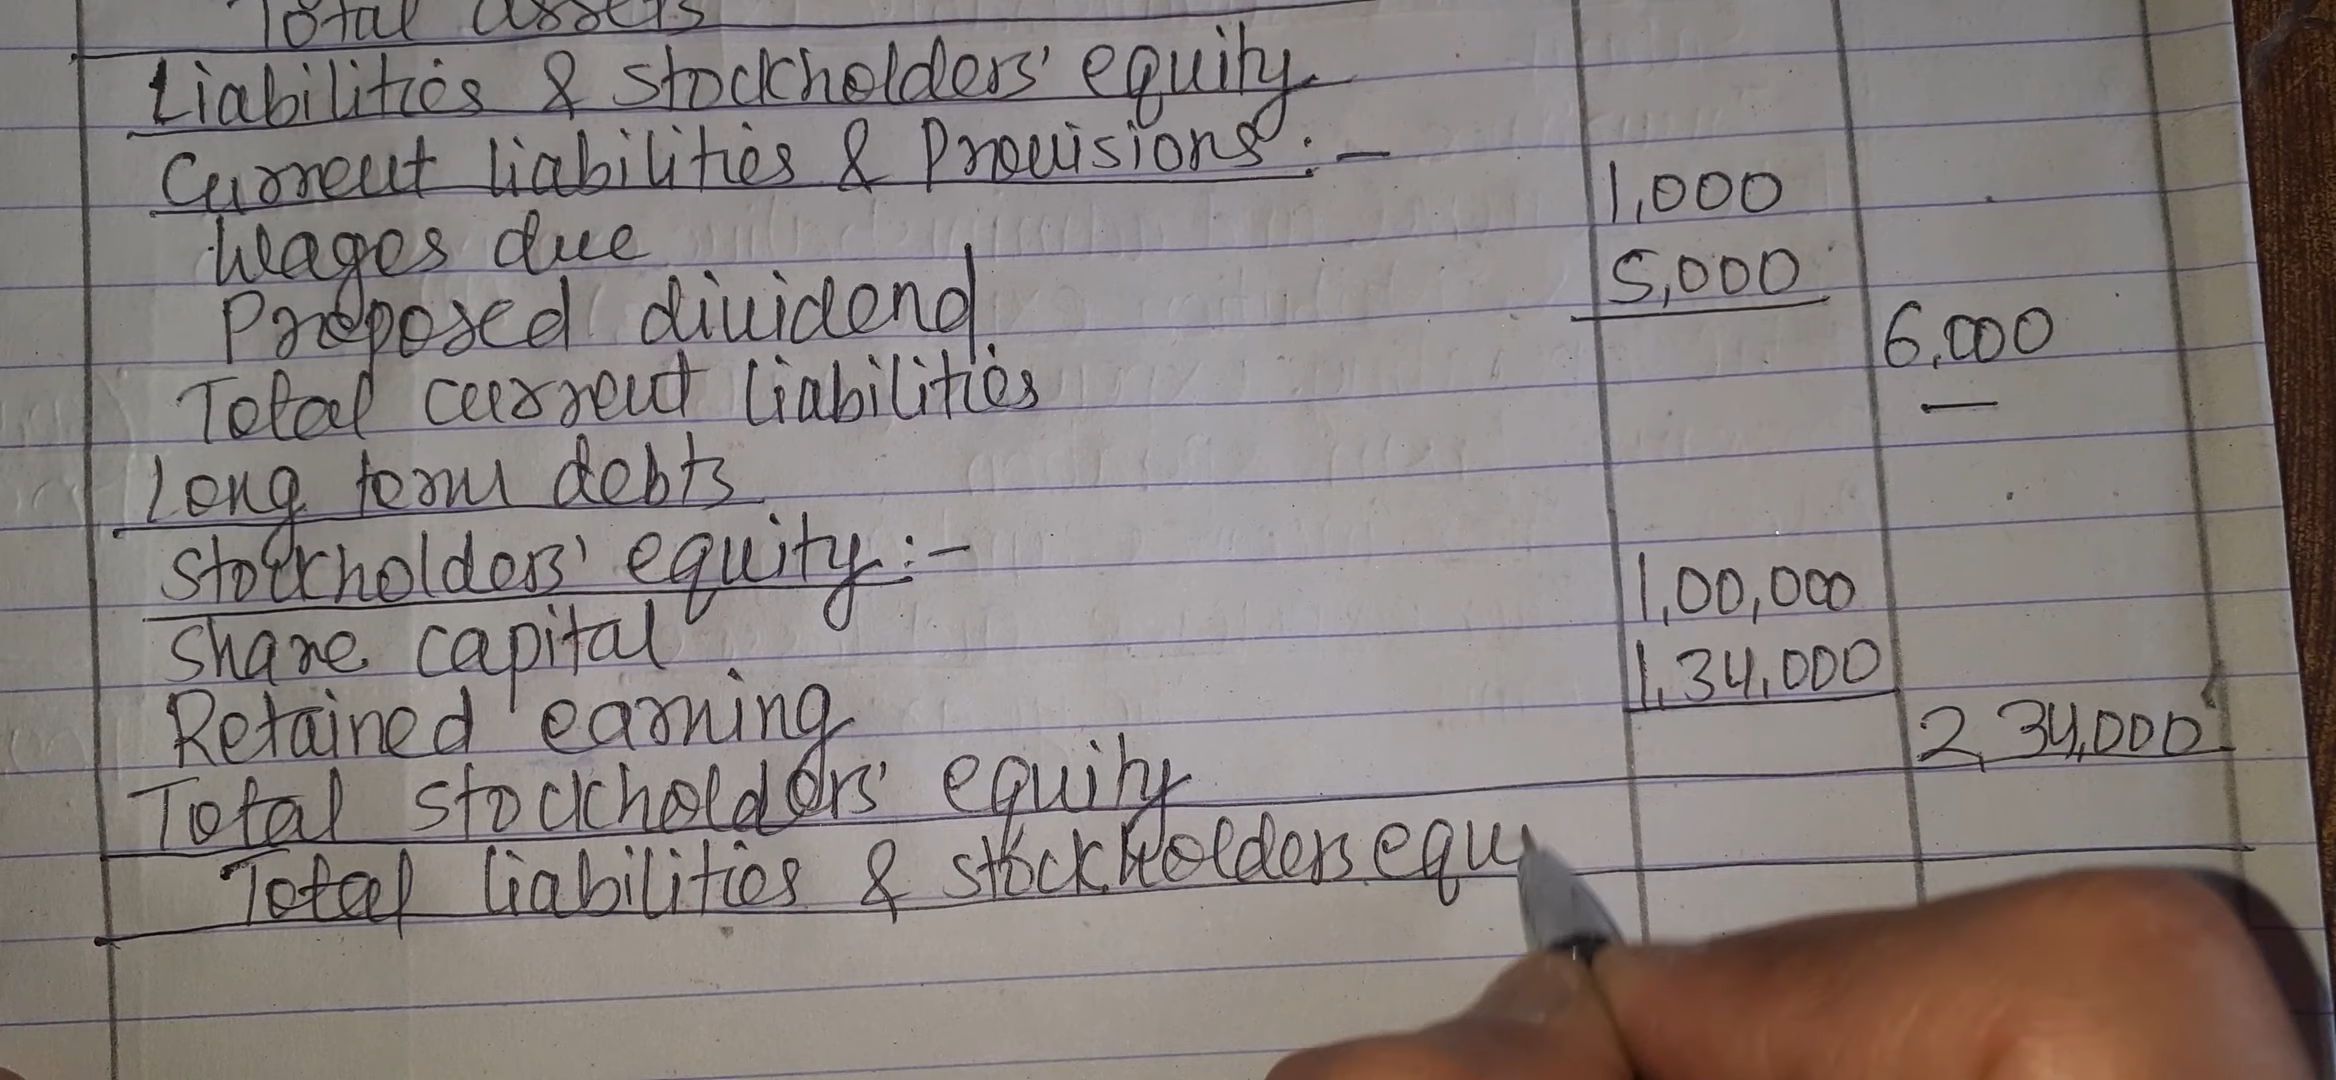 Total assets
Liabilities & stockholders' equity
Current liabilities & Provisions :-
Wages due 1,000
Proposed dividend 5,000
Total current liabilities 6,000
Long term debts —
Stockholders' equity :-
Share capital 1,00,000
Retained earning 1,34,000
Total stockholders' equity 2,34,000
Total liabilities & stockholders equ